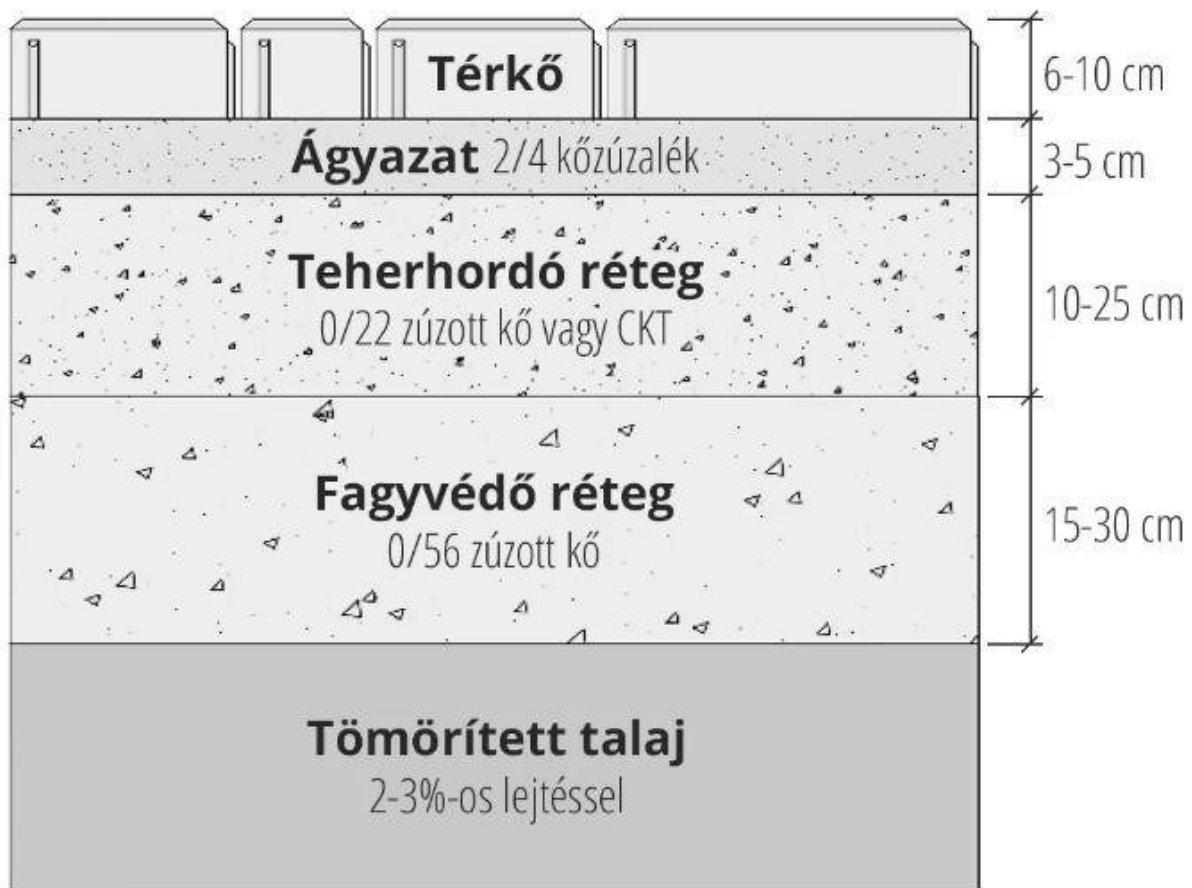 Térkő
6-10 cm
Ágyazat 2/4 kőzúzalék
3-5 cm
Teherhordó réteg
0/22 zúzott kő vagy CKT
10-25 cm
Fagyvédő réteg
0/56 zúzott kő
15-30 cm
Tömörített talaj
2-3%-os lejtéssel